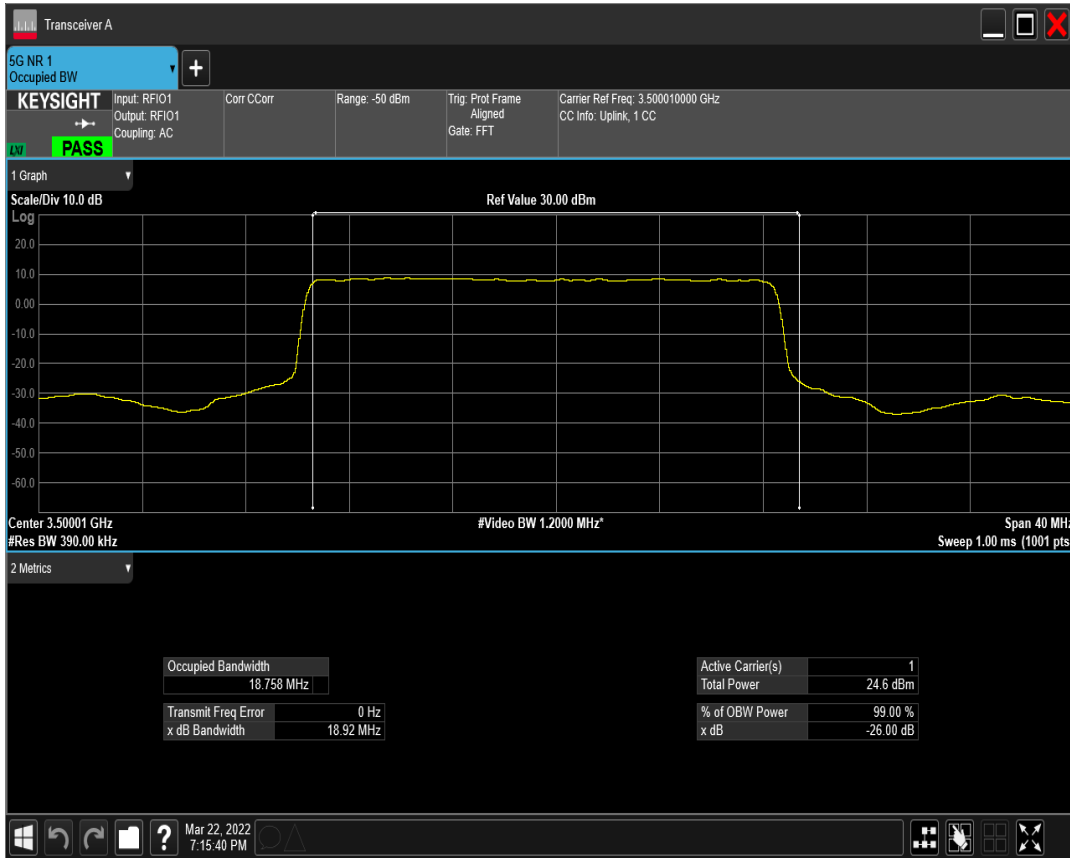 Transceiver A
5G NR 1
Occupied BW
KEYSIGHT
Input: RFIO1
Output: RFIO1
Coupling: AC
Corr CCorr
Range: -50 dBm
Trig: Prot Frame
Aligned
Gate: FFT
Carrier Ref Freq: 3.500010000 GHz
CC Info: Uplink, 1 CC
LXI
PASS
1 Graph
Scale/Div 10.0 dB
Ref Value 30.00 dBm
Log
20.0
10.0
0.00
-10.0
-20.0
-30.0
-40.0
-50.0
-60.0
Center 3.50001 GHz
#Video BW 1.2000 MHz*
Span 40 MHz
#Res BW 390.00 kHz
Sweep 1.00 ms (1001 pts
2 Metrics
Occupied Bandwidth
18.758 MHz
Transmit Freq Error 0 Hz
x dB Bandwidth 18.92 MHz
Active Carrier(s) 1
Total Power 24.6 dBm
% of OBW Power 99.00 %
x dB -26.00 dB
?
Mar 22, 2022
7:15:40 PM